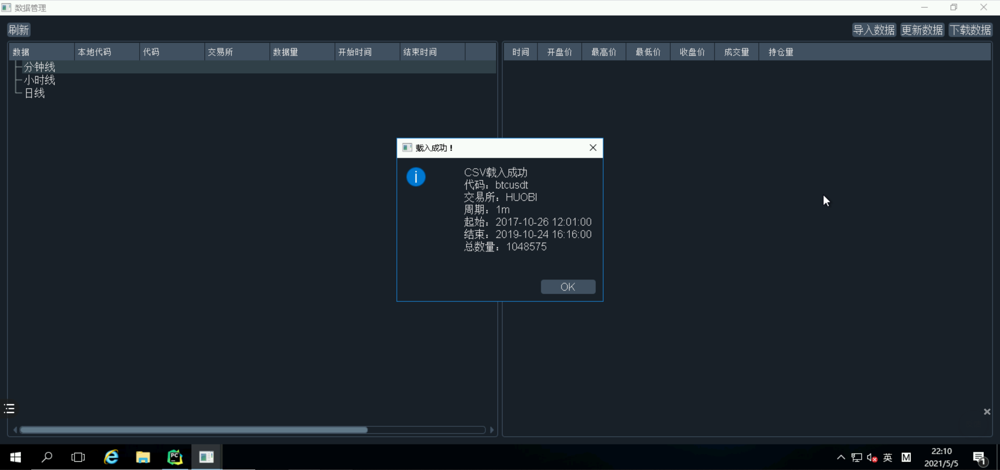 数据管理
刷新
导入数据 更新数据 下载数据
数据 本地代码 代码 交易所 数据量 开始时间 结束时间
时间 开盘价 最高价 最低价 收盘价 成交量 持仓量
分钟线
小时线
日线
载入成功！
CSV载入成功
代码：btcusdt
交易所：HUOBI
周期：1m
起始：2017-10-26 12:01:00
结束：2019-10-24 16:16:00
总数量：1048575
OK
PC
英 M
22:10
2021/5/5
1